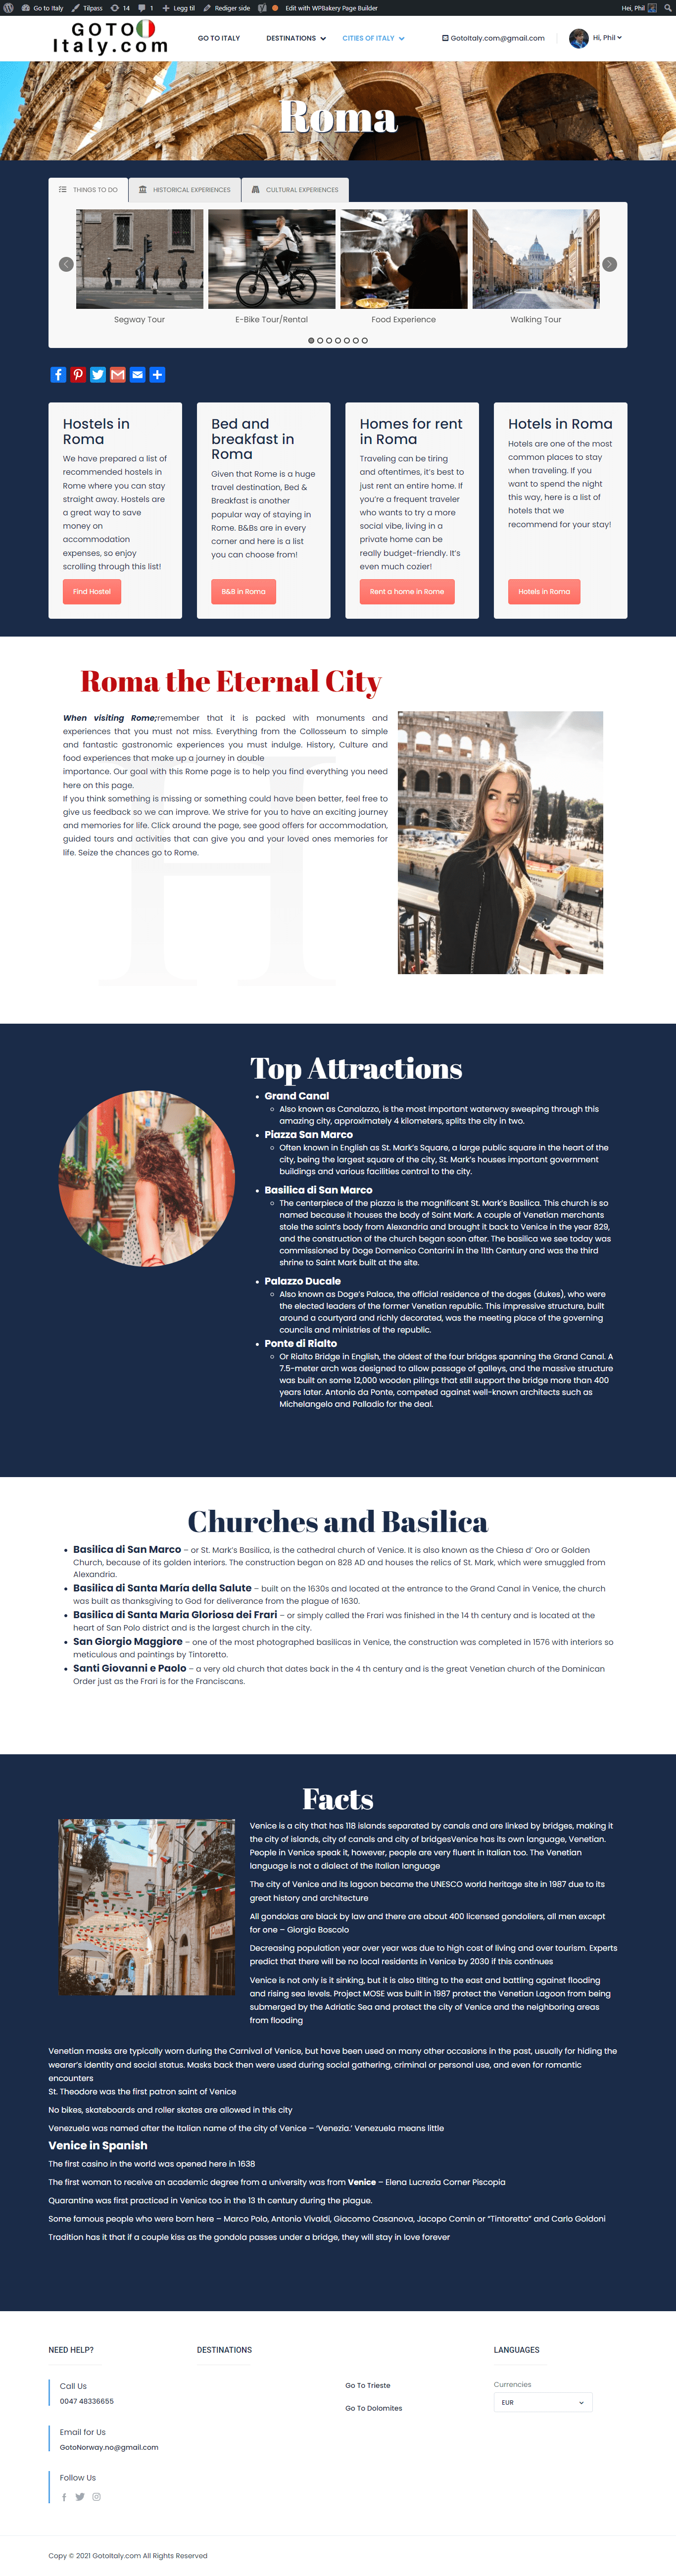 Go to Italy Tilpass 14 1 Legg til Rediger side Edit with WPBakery Page Builder Hei, Phil
GOTO
Italy.com
GO TO ITALY DESTINATIONS CITIES OF ITALY GotoItaly.com@gmail.com Hi, Phil
Roma
THINGS TO DO HISTORICAL EXPERIENCES CULTURAL EXPERIENCES
Segway Tour E-Bike Tour/Rental Food Experience Walking Tour
Hostels in
Roma
We have prepared a list of
recommended hostels in
Rome where you can stay
straight away. Hostels are
a great way to save
money on
accommodation
expenses, so enjoy
scrolling through this list!
Find Hostel
Bed and
breakfast in
Roma
Given that Rome is a huge
travel destination, Bed &
Breakfast is another
popular way of staying in
Rome. B&Bs are in every
corner and here is a list
you can choose from!
B&B in Roma
Homes for rent
in Roma
Traveling can be tiring
and oftentimes, it's best to
just rent an entire home. If
you're a frequent traveler
who wants to try a more
social vibe, living in a
private home can be
really budget-friendly. It's
even much cozier!
Rent a home in Rome
Hotels in Roma
Hotels are one of the most
common places to stay
when traveling. If you
want to spend the night
this way, here is a list of
hotels that we
recommend for your stay!
Hotels in Roma
Roma the Eternal City
When visiting Rome;remember that it is packed with monuments and
experiences that you must not miss. Everything from the Collosseum to simple
and fantastic gastronomic experiences you must indulge. History, Culture and
food experiences that make up a journey in double
importance. Our goal with this Rome page is to help you find everything you need
here on this page.
If you think something is missing or something could have been better, feel free to
give us feedback so we can improve. We strive for you to have an exciting journey
and memories for life. Click around the page, see good offers for accommodation,
guided tours and activities that can give you and your loved ones memories for
life. Seize the chances go to Rome.
H
Top Attractions
Grand Canal
Also known as Canalazzo, is the most important waterway sweeping through this
amazing city, approximately 4 kilometers, splits the city in two.
Piazza San Marco
Often known in English as St. Mark's Square, a large public square in the heart of the
city, being the largest square of the city, St. Mark's houses important government
buildings and various facilities central to the city.
Basilica di San Marco
The centerpiece of the piazza is the magnificent St. Mark's Basilica. This church is so
named because it houses the body of Saint Mark. A couple of Venetian merchants
stole the saint's body from Alexandria and brought it back to Venice in the year 829,
and the construction of the church began soon after. The basilica we see today was
commissioned by Doge Domenico Contarini in the 11th Century and was the third
shrine to Saint Mark built at the site.
Palazzo Ducale
Also known as Doge's Palace, the official residence of the doges (dukes), who were
the elected leaders of the former Venetian republic. This impressive structure, built
around a courtyard and richly decorated, was the meeting place of the governing
councils and ministries of the republic.
Ponte di Rialto
Or Rialto Bridge in English, the oldest of the four bridges spanning the Grand Canal. A
7.5-meter arch was designed to allow passage of galleys, and the massive structure
was built on some 12,000 wooden pilings that still support the bridge more than 400
years later. Antonio da Ponte, competed against well-known architects such as
Michelangelo and Palladio for the deal.
Churches and Basilica
Basilica di San Marco – or St. Mark's Basilica, is the cathedral church of Venice. It is also known as the Chiesa d' Oro or Golden
Church, because of its golden interiors. The construction began on 828 AD and houses the relics of St. Mark, which were smuggled from
Alexandria.
Basilica di Santa Maria della Salute – built on the 1630s and located at the entrance to the Grand Canal in Venice, the church
was built as thanksgiving to God for deliverance from the plague of 1630.
Basilica di Santa Maria Gloriosa dei Frari – or simply called the Frari was finished in the 14 th century and is located at the
heart of San Polo district and is the largest church in the city.
San Giorgio Maggiore – one of the most photographed basilicas in Venice, the construction was completed in 1576 with interiors so
meticulous and paintings by Tintoretto.
Santi Giovanni e Paolo – a very old church that dates back in the 4 th century and is the great Venetian church of the Dominican
Order just as the Frari is for the Franciscans.
Facts
Venice is a city that has 118 islands separated by canals and are linked by bridges, making it
the city of islands, city of canals and city of bridgesVenice has its own language, Venetian.
People in Venice speak it, however, people are very fluent in Italian too. The Venetian
language is not a dialect of the Italian language
The city of Venice and its lagoon became the UNESCO world heritage site in 1987 due to its
great history and architecture
All gondolas are black by law and there are about 400 licensed gondoliers, all men except
for one – Giorgia Boscolo
Decreasing population year over year was due to high cost of living and over tourism. Experts
predict that there will be no local residents in Venice by 2030 if this continues
Venice is not only is it sinking, but it is also tilting to the east and battling against flooding
and rising sea levels. Project MOSE was built in 1987 protect the Venetian Lagoon from being
submerged by the Adriatic Sea and protect the city of Venice and the neighboring areas
from flooding
Venetian masks are typically worn during the Carnival of Venice, but have been used on many other occasions in the past, usually for hiding the
wearer's identity and social status. Masks back then were used during social gathering, criminal or personal use, and even for romantic
encounters
St. Theodore was the first patron saint of Venice
No bikes, skateboards and roller skates are allowed in this city
Venezuela was named after the Italian name of the city of Venice – 'Venezia.' Venezuela means little
Venice in Spanish
The first casino in the world was opened here in 1638
The first woman to receive an academic degree from a university was from Venice – Elena Lucrezia Corner Piscopia
Quarantine was first practiced in Venice too in the 13 th century during the plague.
Some famous people who were born here – Marco Polo, Antonio Vivaldi, Giacomo Casanova, Jacopo Comin or "Tintoretto" and Carlo Goldoni
Tradition has it that if a couple kiss as the gondola passes under a bridge, they will stay in love forever
NEED HELP? DESTINATIONS LANGUAGES
Call Us
0047 48336655
Email for Us
GotoNorway.no@gmail.com
Follow Us
Go To Trieste
Go To Dolomites
Currencies
EUR
Copy © 2021 GotoItaly.com All Rights Reserved